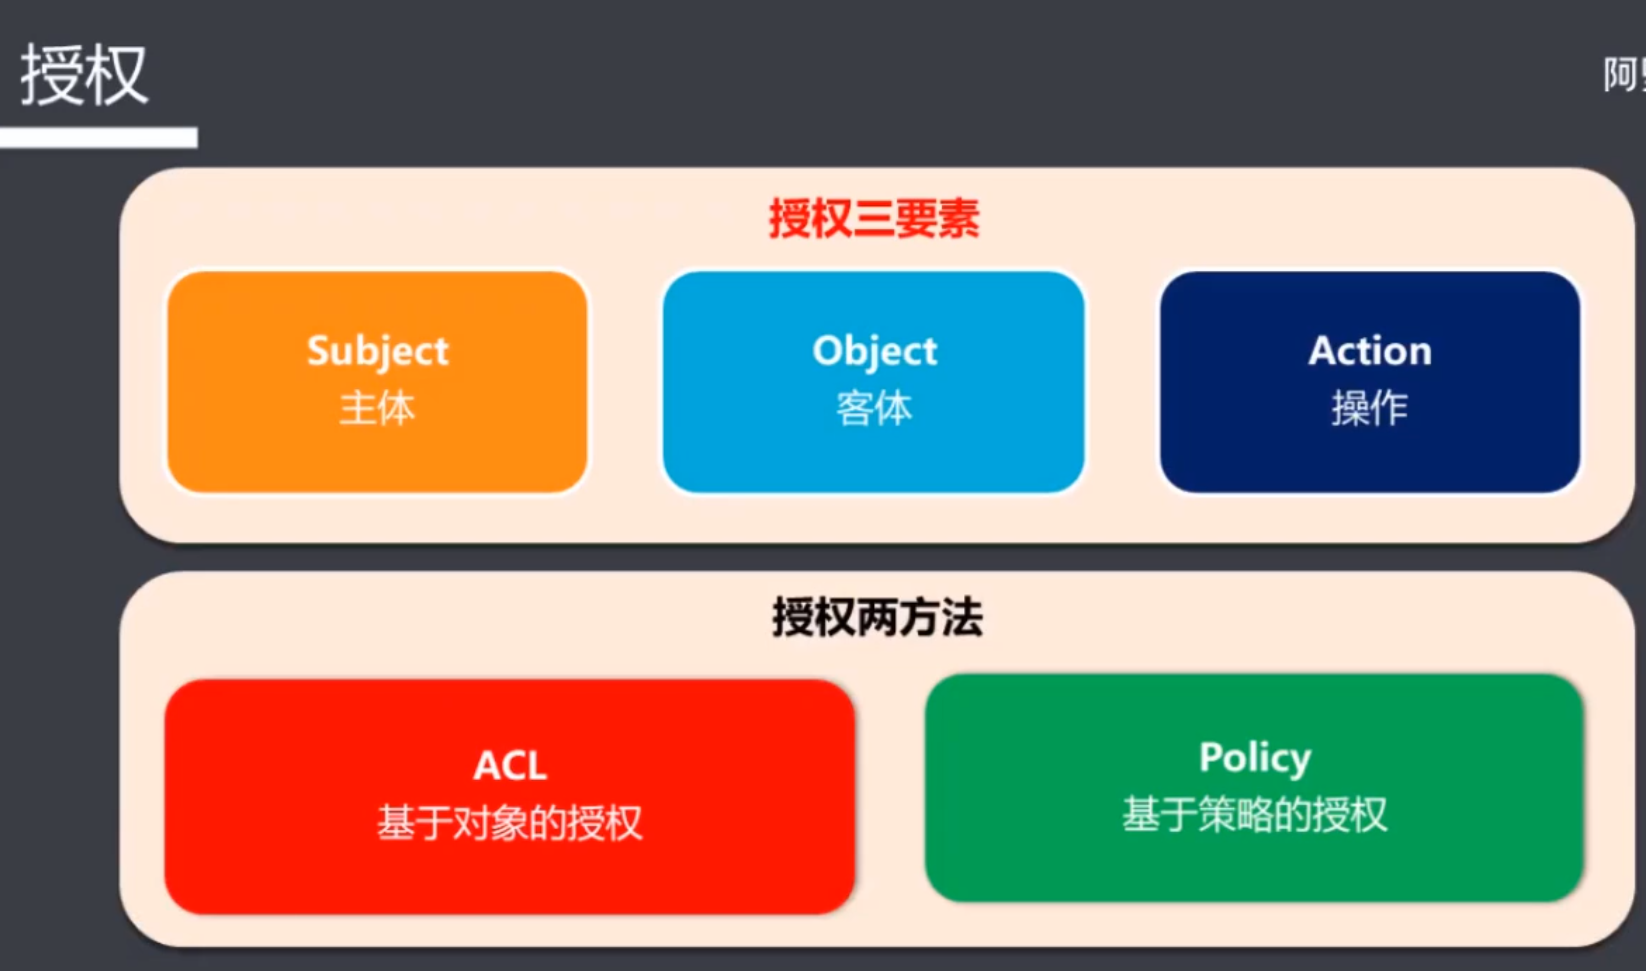 授权
阿
授权三要素
Subject
主体
Object
客体
Action
操作
授权两方法
ACL
基于对象的授权
Policy
基于策略的授权